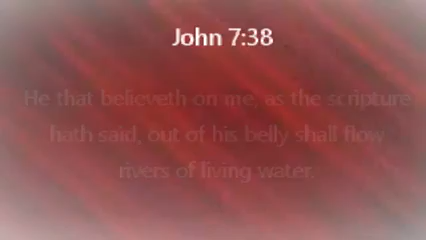 John 7:38
He that believeth on me, as the scripture
hath said, out of his belly shall flow
rivers of living water.